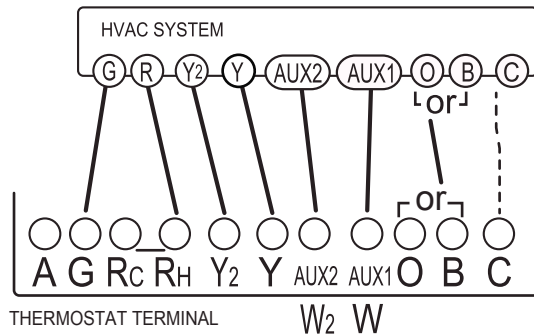 HVAC SYSTEM
G R Y2 Y AUX2 AUX1 O B C
or
or
A G RC RH Y2 Y AUX2 AUX1 O B C
THERMOSTAT TERMINAL W2 W